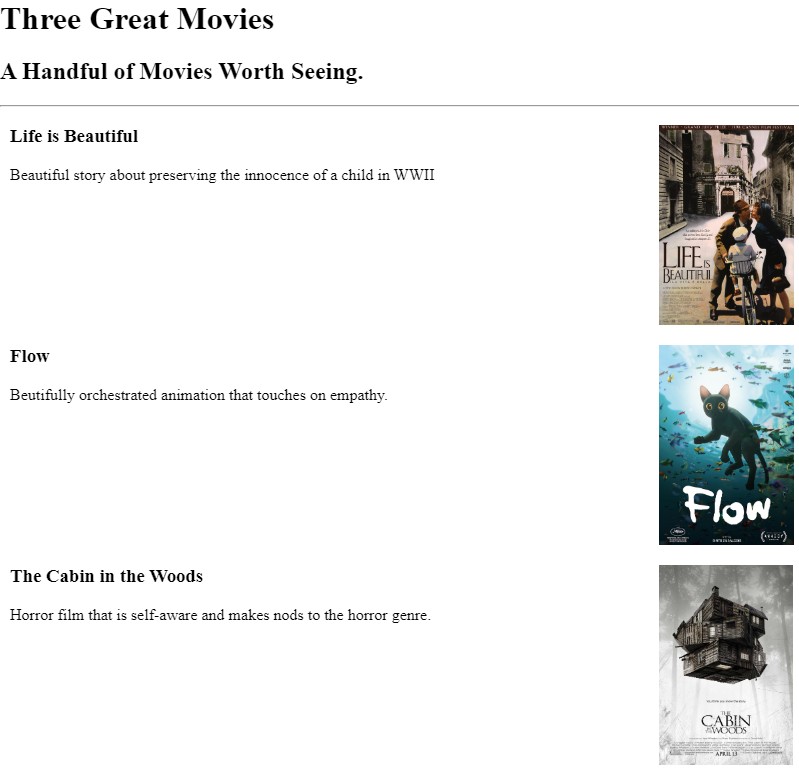 Three Great Movies
A Handful of Movies Worth Seeing.
Life is Beautiful
Beautiful story about preserving the innocence of a child in WWII
LIFE IS
BEAUTIFUL
Flow
Beutifully orchestrated animation that touches on empathy.
Flow
The Cabin in the Woods
Horror film that is self-aware and makes nods to the horror genre.
THE
CABIN
IN THE
WOODS
APRIL 13